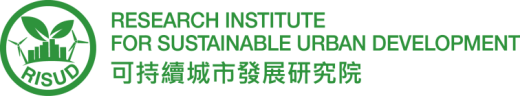 RISUD
RESEARCH INSTITUTE
FOR SUSTAINABLE URBAN DEVELOPMENT
可持續城市發展研究院